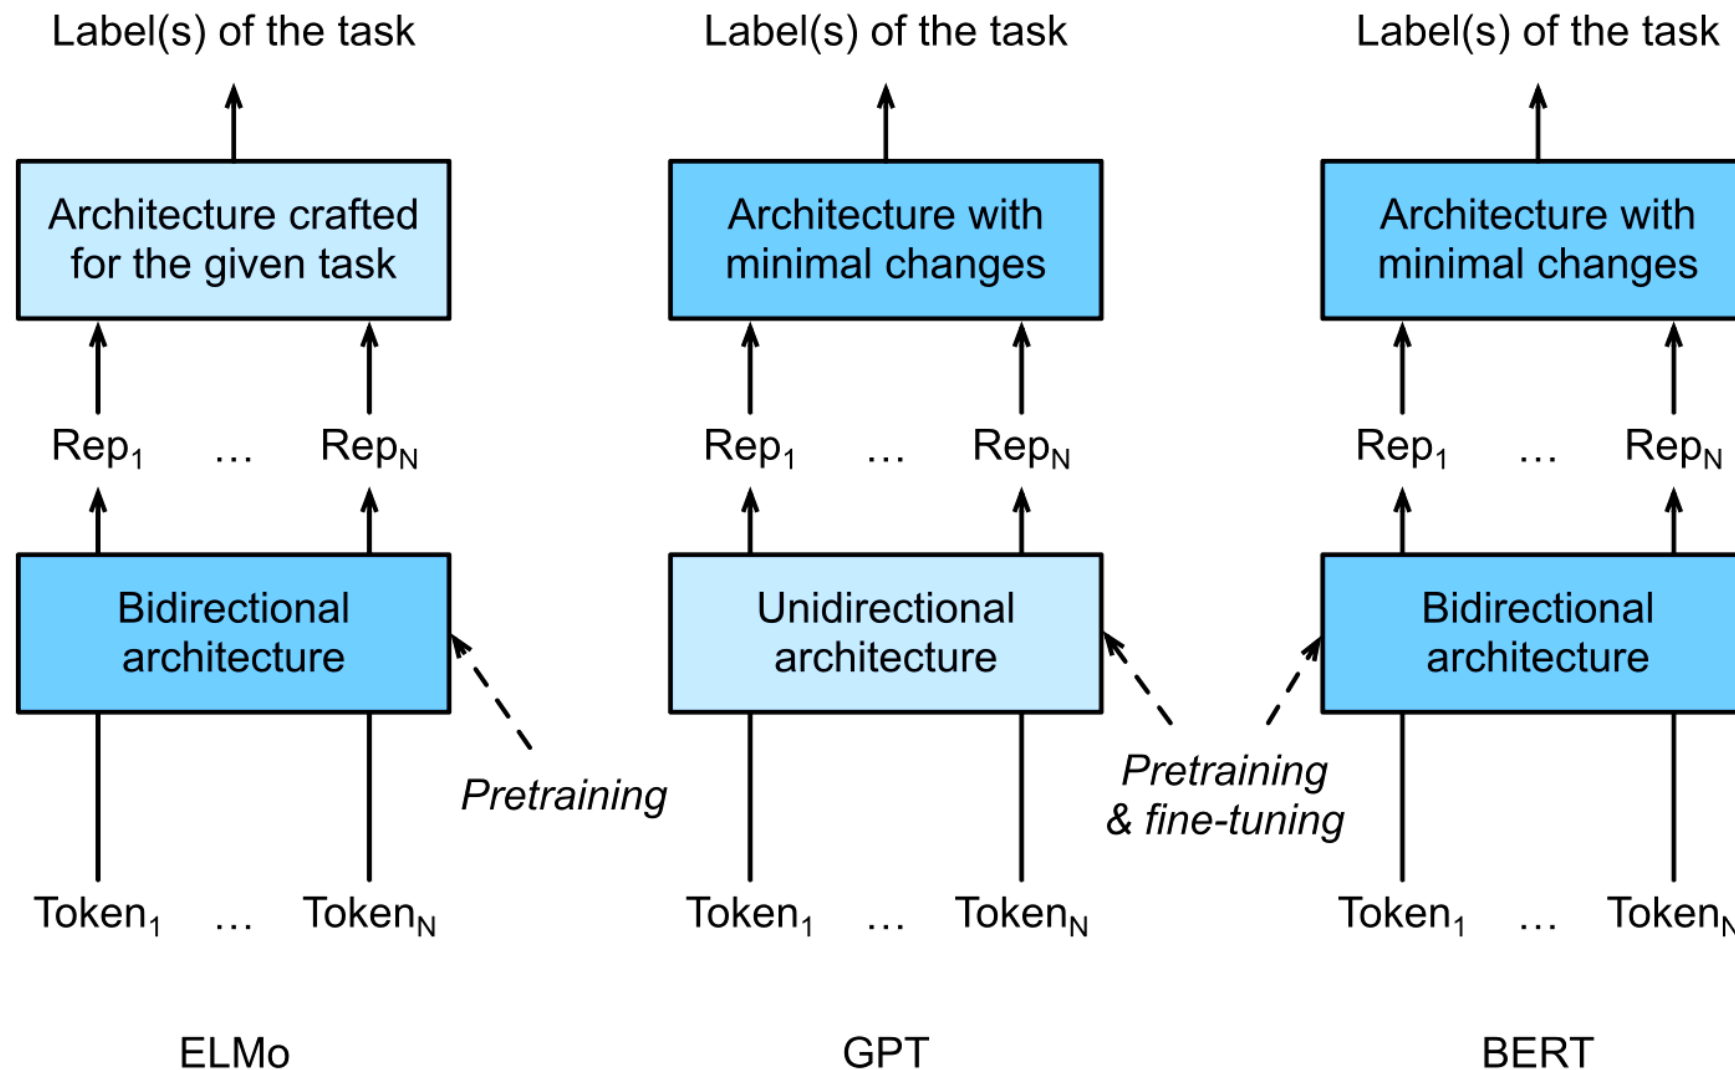 Label(s) of the task
Label(s) of the task
Label(s) of the task
Architecture crafted
for the given task
Architecture with
minimal changes
Architecture with
minimal changes
Rep₁ … Repₙ
Rep₁ … Repₙ
Rep₁ … Repₙ
Bidirectional
architecture
Unidirectional
architecture
Bidirectional
architecture
Pretraining
Pretraining
& fine-tuning
Token₁ … Tokenₙ
Token₁ … Tokenₙ
Token₁ … Tokenₙ
ELMo
GPT
BERT